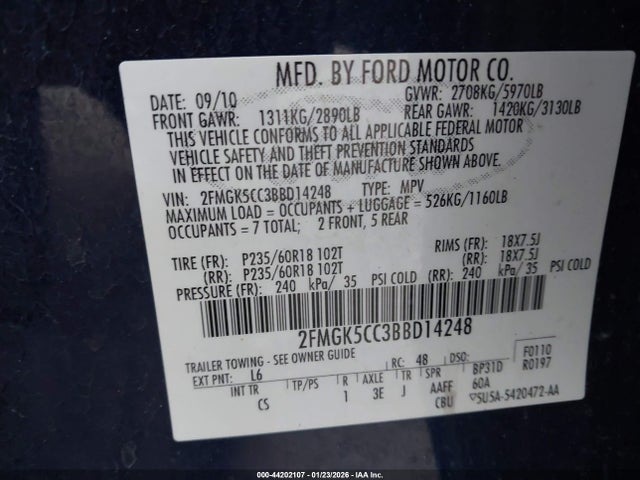 MFD. BY FORD MOTOR CO.
DATE: 09/10 GVWR: 2708KG/5970LB
FRONT GAWR: 1311KG/2890LB REAR GAWR: 1420KG/3130LB
THIS VEHICLE CONFORMS TO ALL APPLICABLE FEDERAL MOTOR
VEHICLE SAFETY AND THEFT PREVENTION STANDARDS
IN EFFECT ON THE DATE OF MANUFACTURE SHOWN ABOVE.
VIN: 2FMGK5CC3BBD14248 TYPE: MPV
MAXIMUM LOAD = OCCUPANTS + LUGGAGE = 526KG/1160LB
OCCUPANTS = 7 TOTAL; 2 FRONT, 5 REAR
TIRE (FR): P235/60R18 102T RIMS (FR): 18X7.5J
(RR): P235/60R18 102T (RR): 18X7.5J
PRESSURE (FR): 240 kPa/ 35 PSI COLD (RR): 240 kPa/ 35 PSI COLD
2FMGK5CC3BBD14248
TRAILER TOWING - SEE OWNER GUIDE
EXT PNT: L6 RC: 48 DSO: F0110
INT TR TP/PS R AXLE TR SPR BP31D R0197
CS 1 3E J AAFF 60A
CBU 5U5A-5420472-AA
000-44202107 - 01/23/2026 - IAA, Inc.